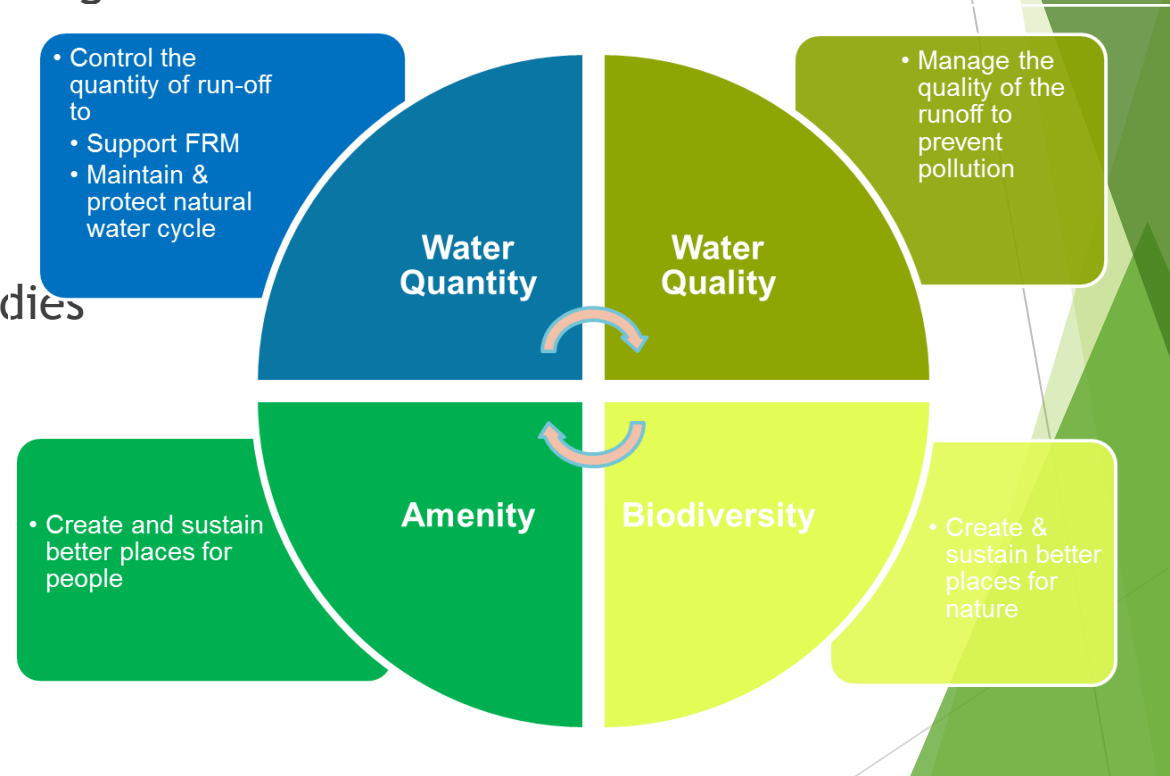 • Control the
quantity of run-off
to
• Support FRM
• Maintain &
protect natural
water cycle
• Manage the
quality of the
runoff to
prevent
pollution
Water
Quantity
Water
Quality
dies
Amenity
Biodiversity
• Create and sustain
better places for
people
• Create &
sustain better
places for
nature